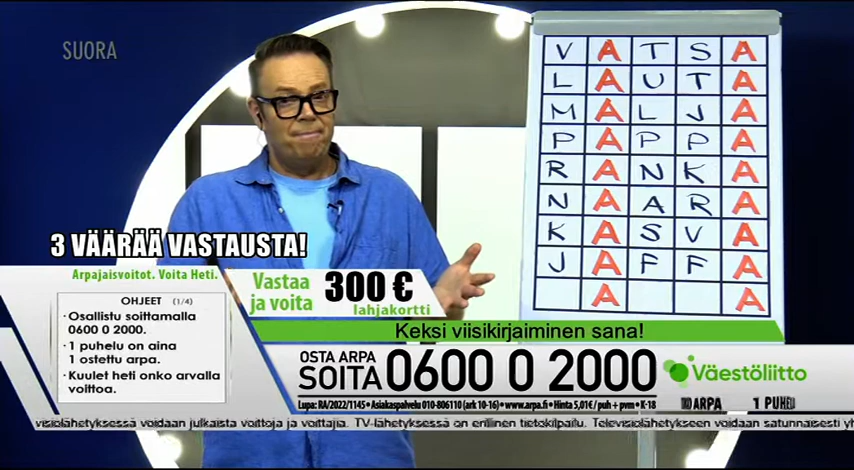 SUORA
V A T S A
L A U T A
M A L J A
P A P P A
R A N K A
N A A R A
K A S V A
J A F F A
A A
3 VÄÄRÄÄ VASTAUSTA!
Arpajaisvoitot. Voita Heti.
Vastaa
ja voita
300 €
lahjakortti
OHJEET (1/4)
· Osallistu soittamalla
0600 0 2000.
· 1 puhelu on aina
1 ostettu arpa.
· Kuulet heti onko arvalla
voittoa.
Keksi viisikirjaiminen sana!
OSTA ARPA
SOITA 0600 0 2000
Väestöliitto
Lupa: RA/2022/1145 • Asiakaspalvelu 010-806110 (ark 10-16) • www.arpa.fi • Hinta 5,01€ / puh + pvm • K-18
ARPA 1 PUHELU
visiolähetyksessä voidaan julkaista voittoja ja voittajia. TV-lähetyksessä on erillinen tietokilpailu. Televisiolähetykseen voidaan satunnaisesti yh